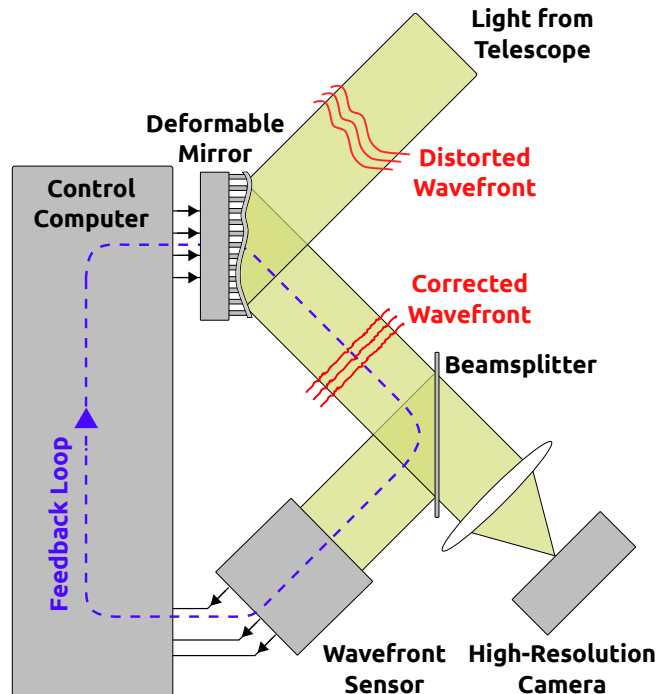 Light from
Telescope
Deformable
Mirror
Distorted
Wavefront
Control
Computer
Corrected
Wavefront
Beamsplitter
Feedback Loop
Wavefront
Sensor
High-Resolution
Camera